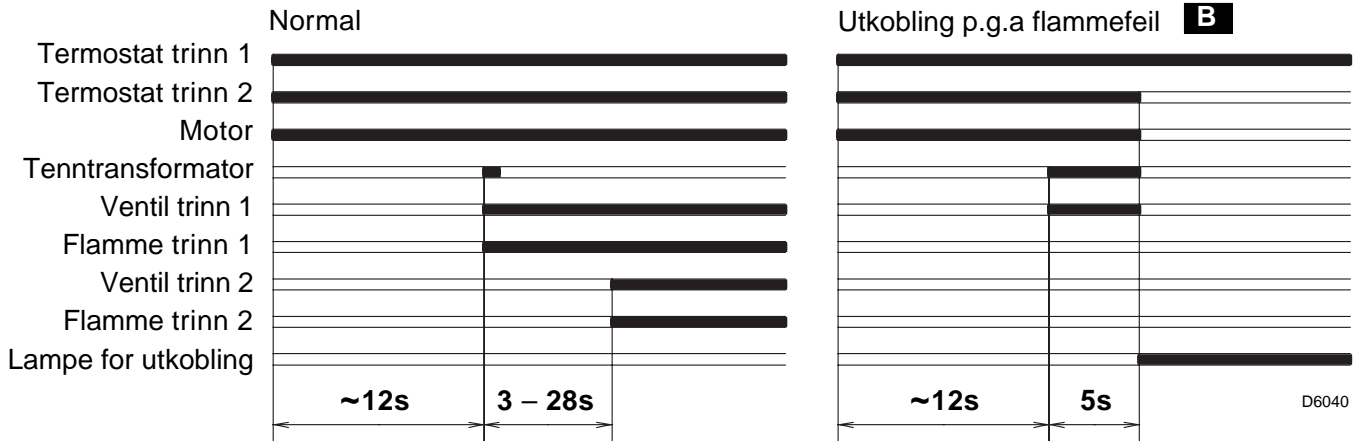 Normal
Utkobling p.g.a flammefeil B
Termostat trinn 1
Termostat trinn 2
Motor
Tenntransformator
Ventil trinn 1
Flamme trinn 1
Ventil trinn 2
Flamme trinn 2
Lampe for utkobling
~12s
3 – 28s
~12s
5s
D6040